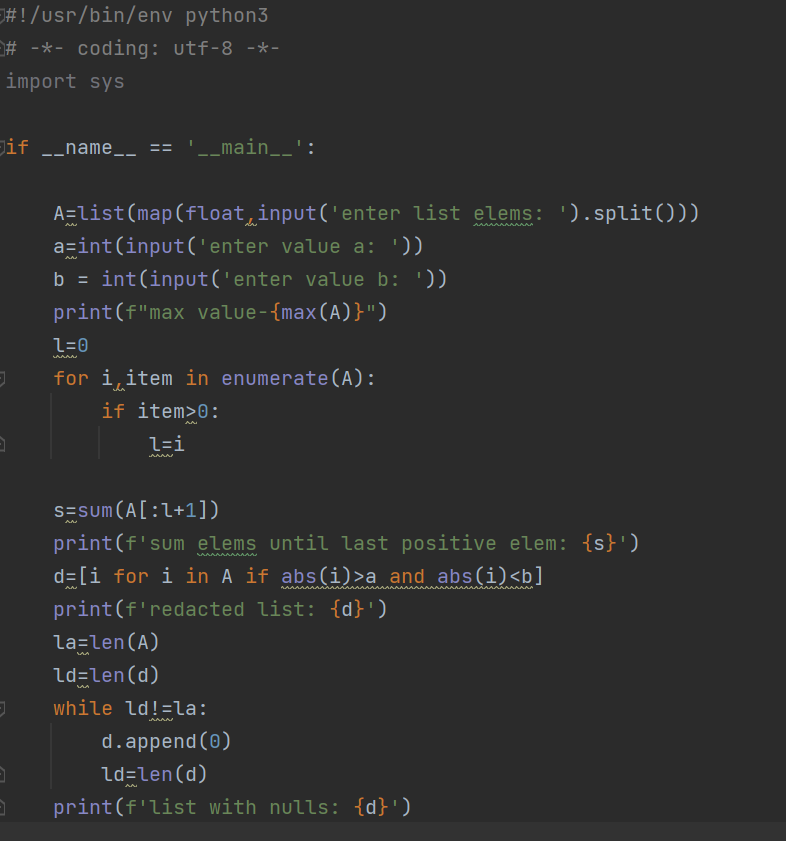 #!/usr/bin/env python3
# -*- coding: utf-8 -*-
import sys

if __name__ == '__main__':

    A=list(map(float,input('enter list elems: ').split()))
    a=int(input('enter value a: '))
    b = int(input('enter value b: '))
    print(f"max value-{max(A)}")
    l=0
    for i,item in enumerate(A):
        if item>0:
            l=i

    s=sum(A[:l+1])
    print(f'sum elems until last positive elem: {s}')
    d=[i for i in A if abs(i)>a and abs(i)<b]
    print(f'redacted list: {d}')
    la=len(A)
    ld=len(d)
    while ld!=la:
        d.append(0)
        ld=len(d)
    print(f'list with nulls: {d}')